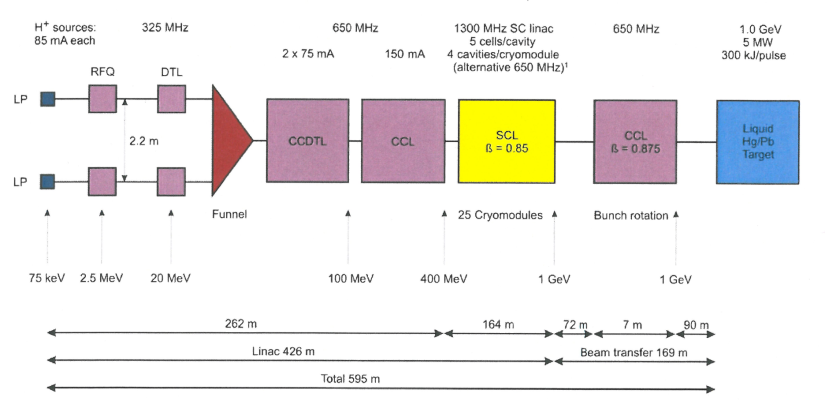 H+ sources:
85 mA each
325 MHz
650 MHz
2 x 75 mA
150 mA
1300 MHz SC linac
5 cells/cavity
4 cavities/cryomodule
(alternative 650 MHz)¹
650 MHz
1.0 GeV
5 MW
300 kJ/pulse
RFQ
DTL
LP
2.2 m
LP
Funnel
CCDTL
CCL
SCL
ß = 0.85
CCL
ß = 0.875
Liquid
Hg/Pb
Target
25 Cryomodules
Bunch rotation
75 keV
2.5 MeV
20 MeV
100 MeV
400 MeV
1 GeV
1 GeV
262 m
164 m
72 m
7 m
90 m
Linac 426 m
Beam transfer 169 m
Total 595 m